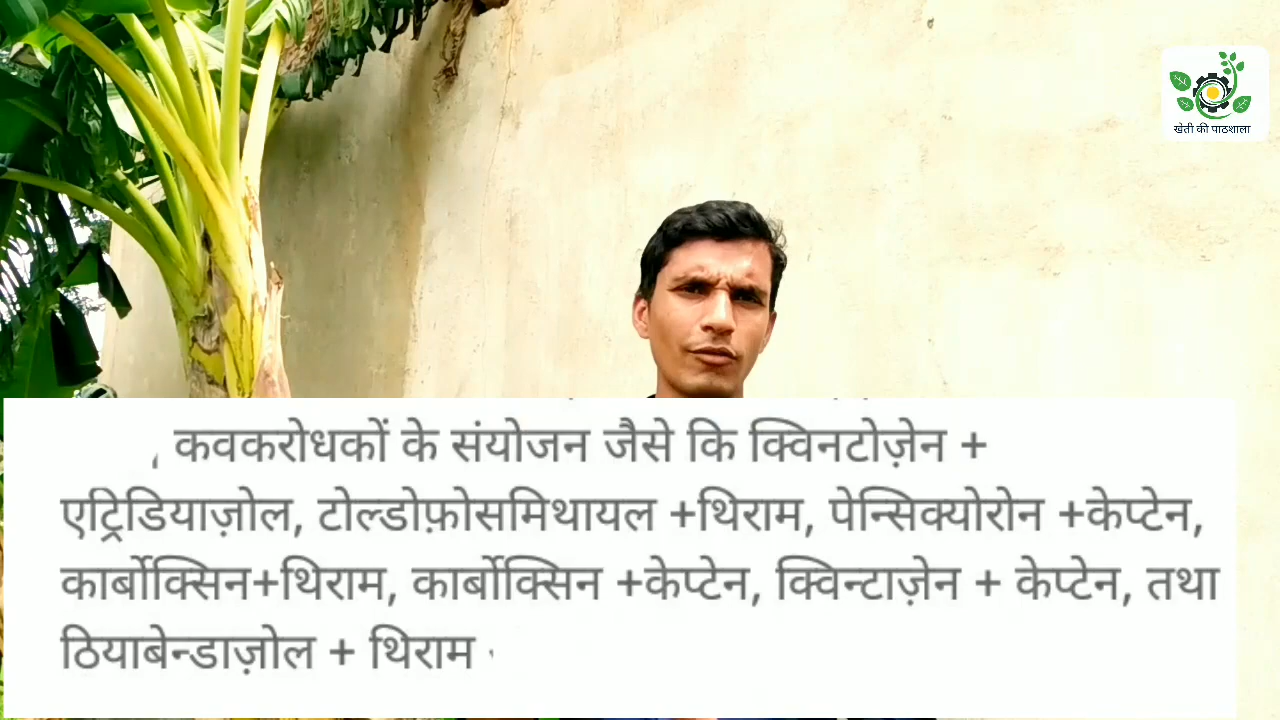 खेती की पाठशाला
कवकरोधकों के संयोजन जैसे कि क्विनटोज़ेन +
एट्रिडियाज़ोल, टोल्डोफ़ोसमिथायल +थिराम, पेन्सिक्योरोन +केप्टेन,
कार्बोक्सिन+थिराम, कार्बोक्सिन +केप्टेन, क्विन्टाज़ेन + केप्टेन, तथा
ठियाबेन्डाज़ोल + थिराम